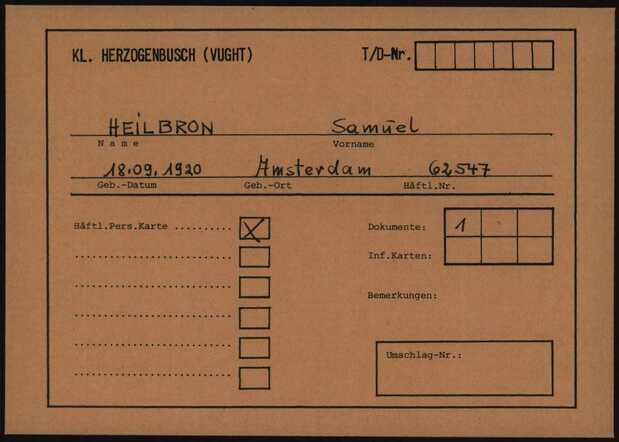 KL. HERZOGENBUSCH (VUGHT) T/D-Nr.
HEILBRON Samuel
Name Vorname
18.09.1920 Amsterdam 62547
Geb.-Datum Geb.-Ort Häftl.Nr.
Häftl.Pers.Karte .......... X Dokumente: 1
Inf.Karten:
Bemerkungen:
Umschlag-Nr.: